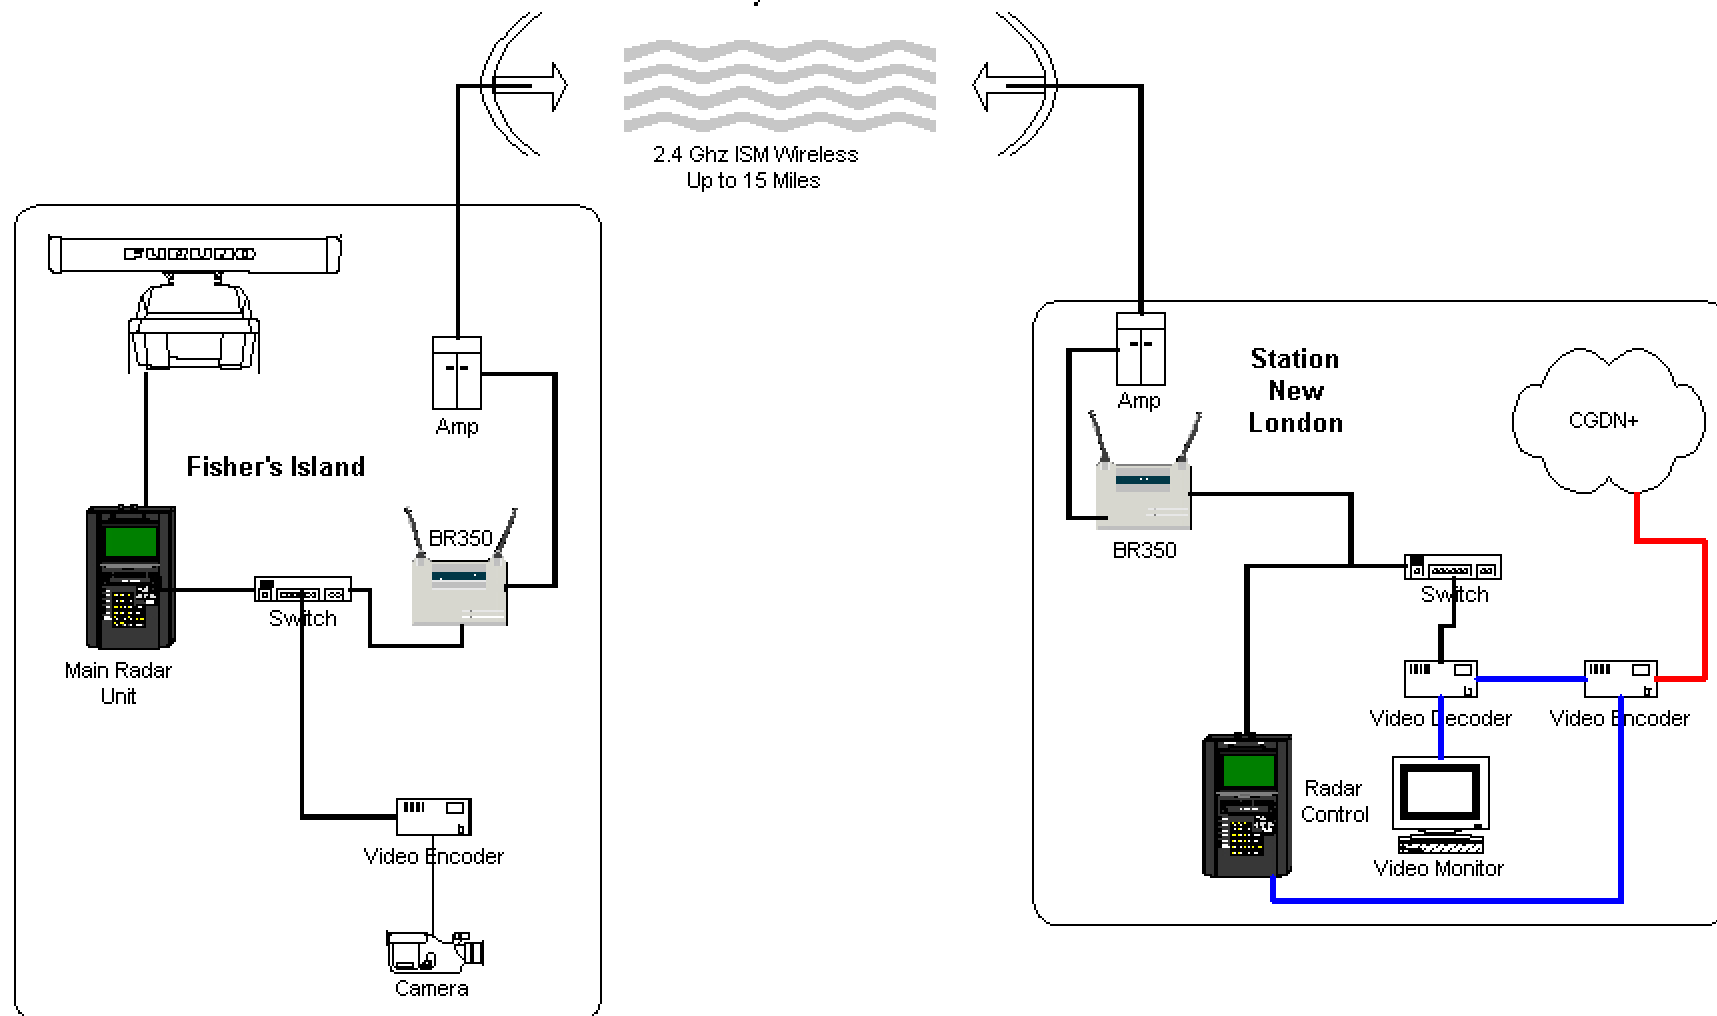 2.4 Ghz ISM Wireless
Up to 15 Miles
FURUNO
Amp
Fisher's Island
BR350
Switch
Main Radar
Unit
Video Encoder
Camera
Amp
Station
New
London
CGDN+
BR350
Switch
Video Decoder
Video Encoder
Radar
Control
Video Monitor